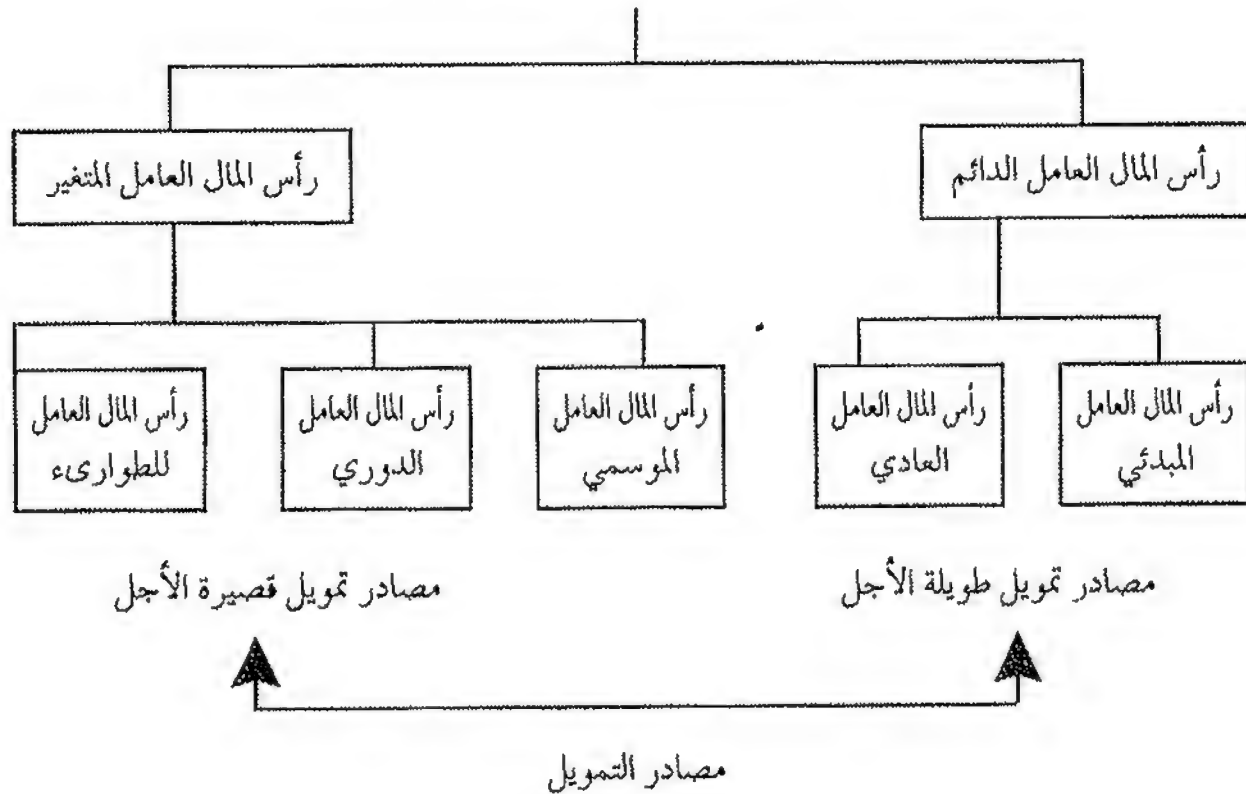 رأس المال العامل الدائم
رأس المال العامل المتغير
رأس المال العامل
المبدئي
رأس المال العامل
العادي
رأس المال العامل
الموسمي
رأس المال العامل
الدوري
رأس المال العامل
للطوارىء
مصادر تمويل طويلة الأجل
مصادر تمويل قصيرة الأجل
مصادر التمويل